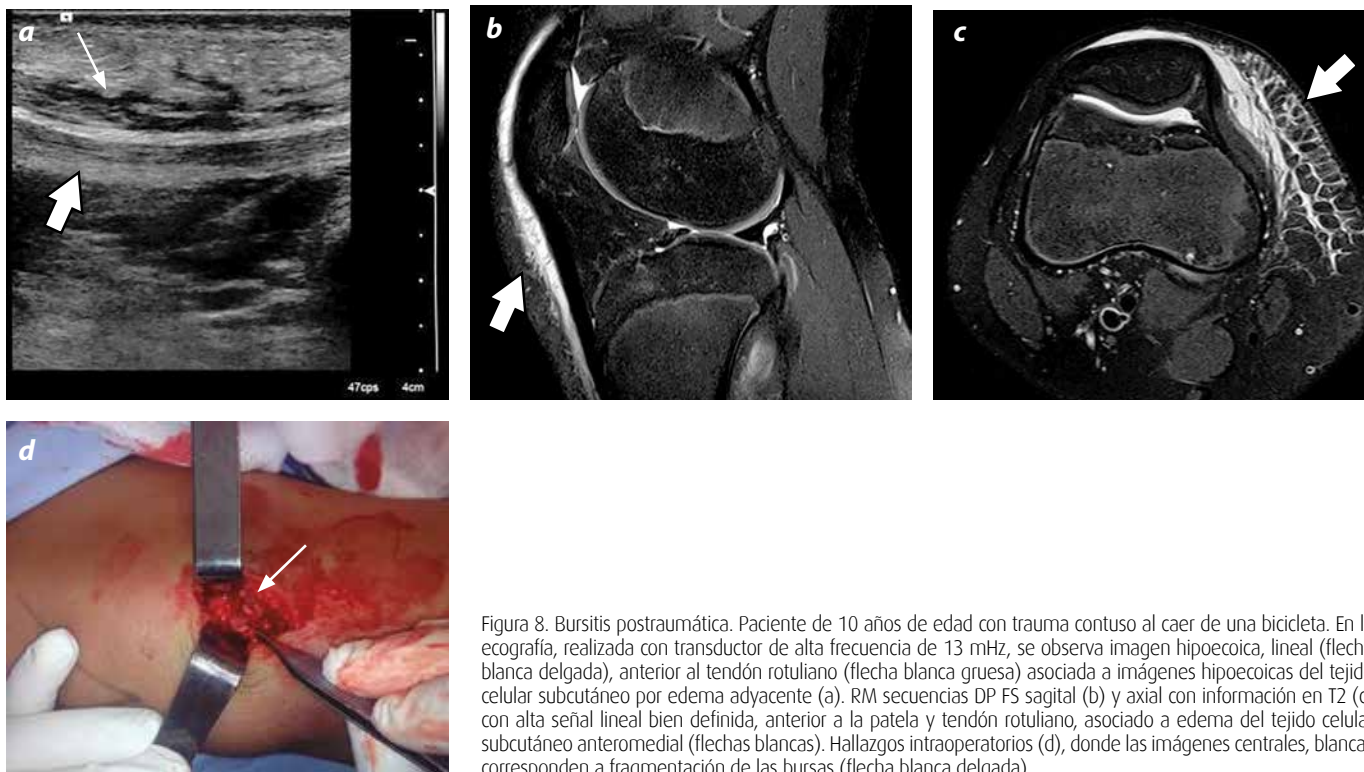 a
b
c
47cps 4cm
d
Figura 8. Bursitis postraumática. Paciente de 10 años de edad con trauma contuso al caer de una bicicleta. En l
ecografía, realizada con transductor de alta frecuencia de 13 mHz, se observa imagen hipoecoica, lineal (flech
blanca delgada), anterior al tendón rotuliano (flecha blanca gruesa) asociada a imágenes hipoecoicas del tejid
celular subcutáneo por edema adyacente (a). RM secuencias DP FS sagital (b) y axial con información en T2 (c
con alta señal lineal bien definida, anterior a la patela y tendón rotuliano, asociado a edema del tejido celula
subcutáneo anteromedial (flechas blancas). Hallazgos intraoperatorios (d), donde las imágenes centrales, blanca
corresponden a fragmentación de las bursas (flecha blanca delgada).